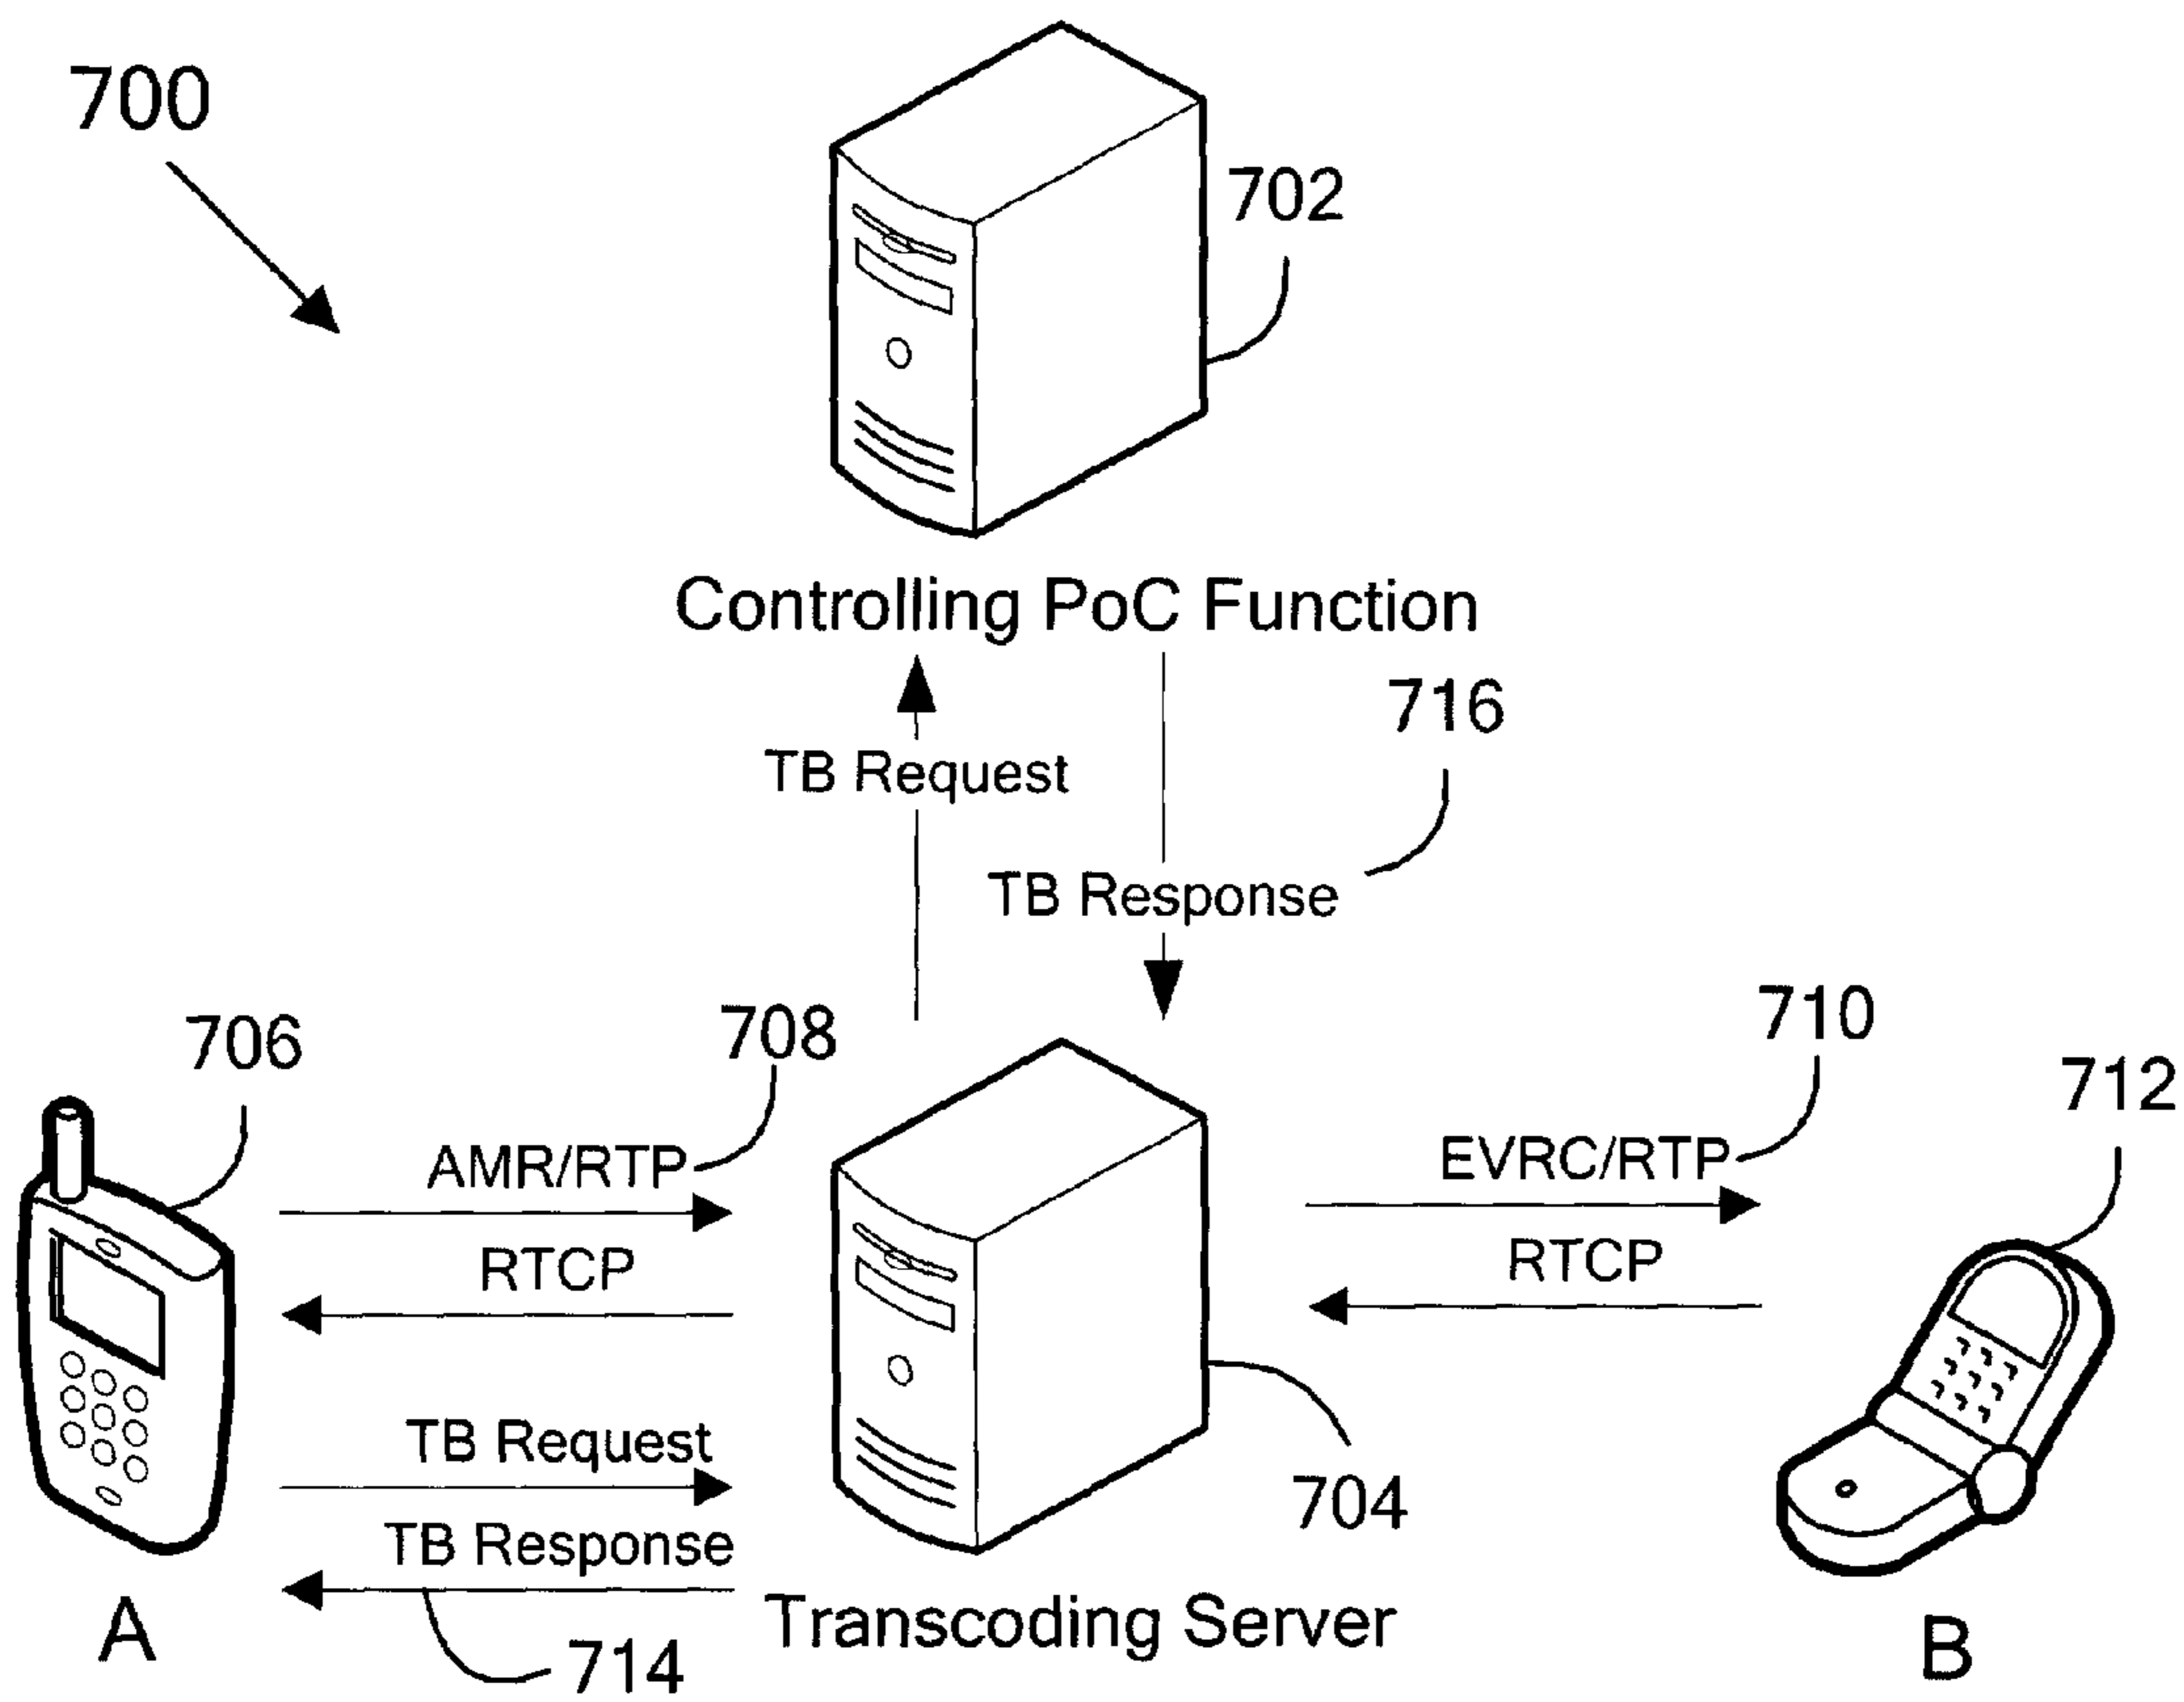 700
702
Controlling PoC Function
716
TB Request
TB Response
706
708
710
712
AMR/RTP
EVRC/RTP
RTCP
RTCP
TB Request
704
TB Response
A
Transcoding Server
B
714